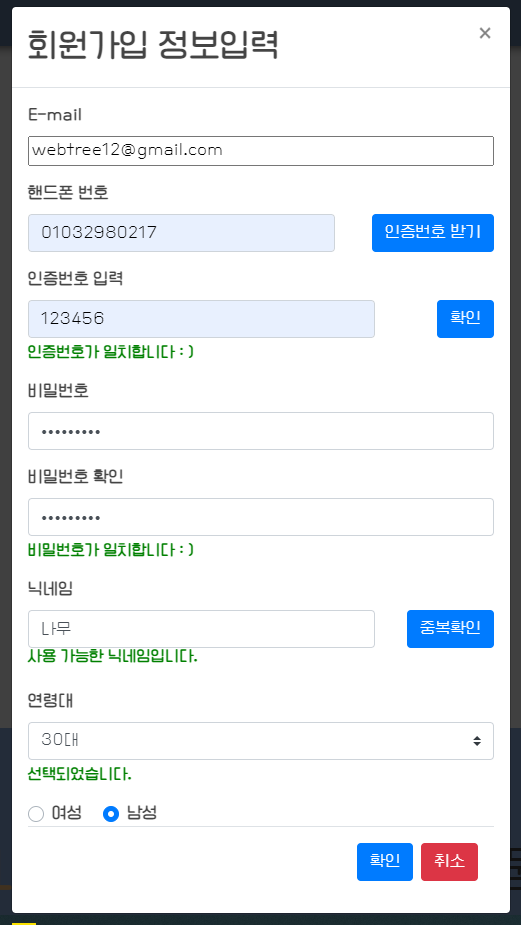 회원가입 정보입력
×
E-mail
webtree12@gmail.com
핸드폰 번호
01032980217
인증번호 받기
인증번호 입력
123456
확인
인증번호가 일치합니다 : )
비밀번호
•••••••••
비밀번호 확인
•••••••••
비밀번호가 일치합니다 : )
닉네임
나무
중복확인
사용 가능한 닉네임입니다.
연령대
30대
선택되었습니다.
여성 남성
확인 취소